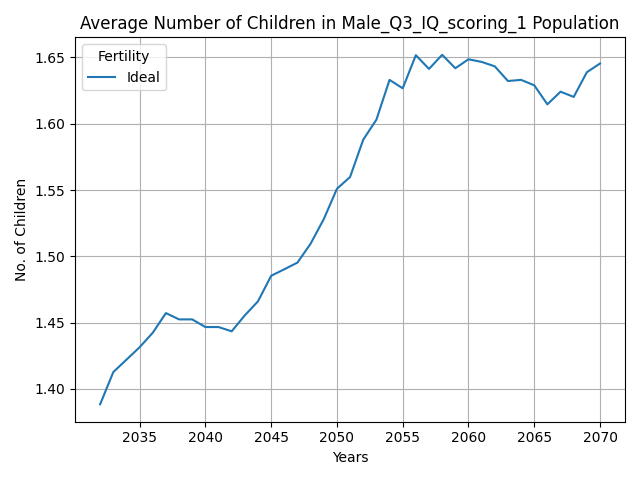 Average Number of Children in Male_Q3_IQ_scoring_1 Population
Fertility
Ideal
No. of Children
1.65
1.60
1.55
1.50
1.45
1.40
2035 2040 2045 2050 2055 2060 2065 2070
Years